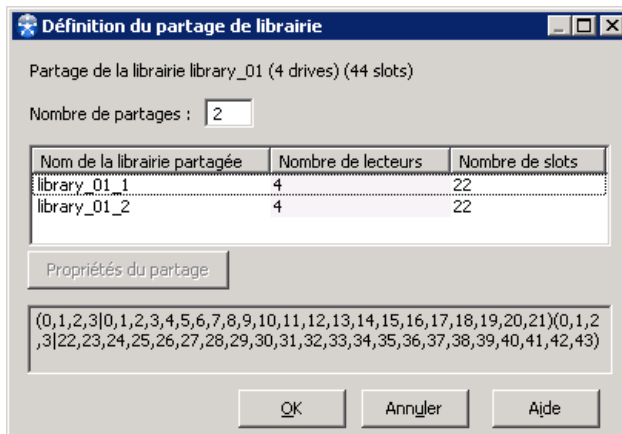 Définition du partage de librairie
Partage de la librairie library_01 (4 drives) (44 slots)
Nombre de partages : 2
Nom de la librairie partagée Nombre de lecteurs Nombre de slots
library_01_1 4 22
library_01_2 4 22
Propriétés du partage
(0,1,2,3|0,1,2,3,4,5,6,7,8,9,10,11,12,13,14,15,16,17,18,19,20,21)(0,1,2
,3|22,23,24,25,26,27,28,29,30,31,32,33,34,35,36,37,38,39,40,41,42,43)
OK Annuler Aide